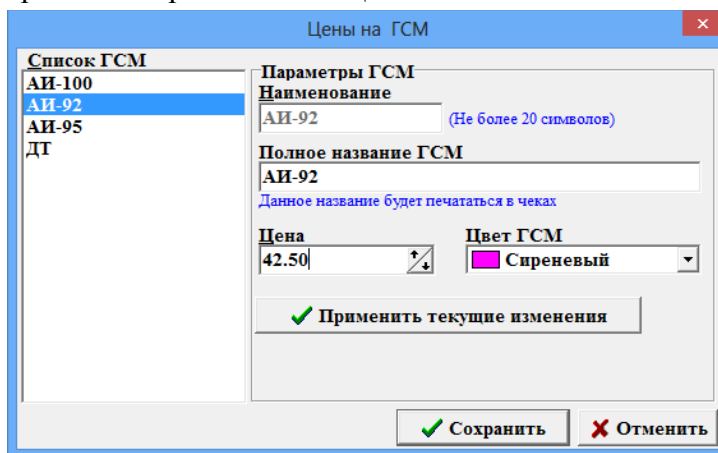 Цены на ГСМ
Список ГСМ
АИ-100
АИ-92
АИ-95
ДТ
Параметры ГСМ
Наименование
АИ-92 (Не более 20 символов)
Полное название ГСМ
АИ-92
Данное название будет печататься в чеках
Цена Цвет ГСМ
42.50 Сиреневый
Применить текущие изменения
Сохранить Отменить